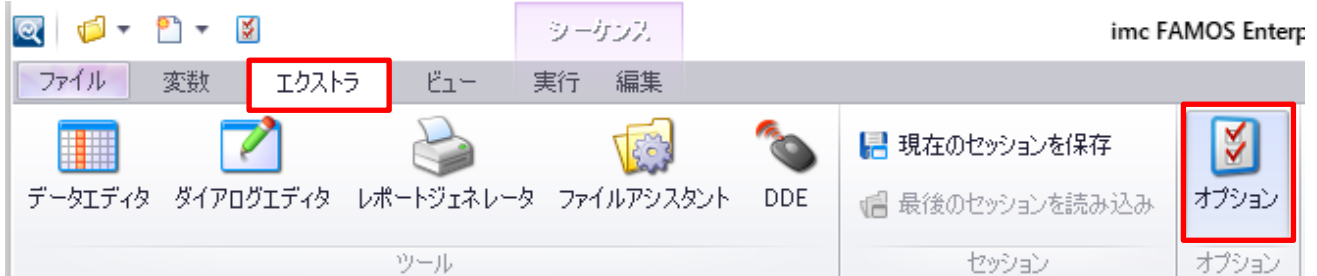 シーケンス imc FAMOS Enterp
ファイル 変数 エクストラ ビュー 実行 編集
データエディタ ダイアログエディタ レポートジェネレータ ファイルアシスタント DDE 現在のセッションを保存 オプション
最後のセッションを読み込み
ツール セッション オプション